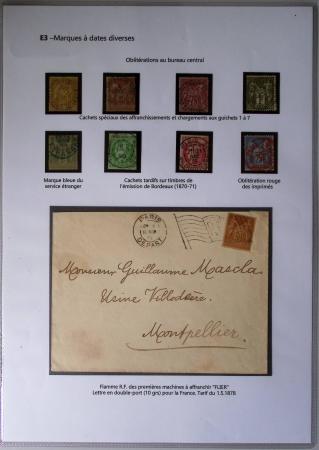 E3 –Marques à dates diverses
Oblitérations au bureau central
Cachets spéciaux des affranchissements et chargements aux guichets 1 à 7
Marque bleue du
service étranger
Cachets tardifs sur timbres de
l'émission de Bordeaux (1870-71)
Oblitération rouge
des imprimés
PARIS
DEPART
Monsieur Guillaume Mascla
Usine Villodève.
Montpellier.
Flamme R.F. des premières machines à affranchir "FLIER"
Lettre en double-port (10 grs) pour la France. Tarif du 1.5.1878